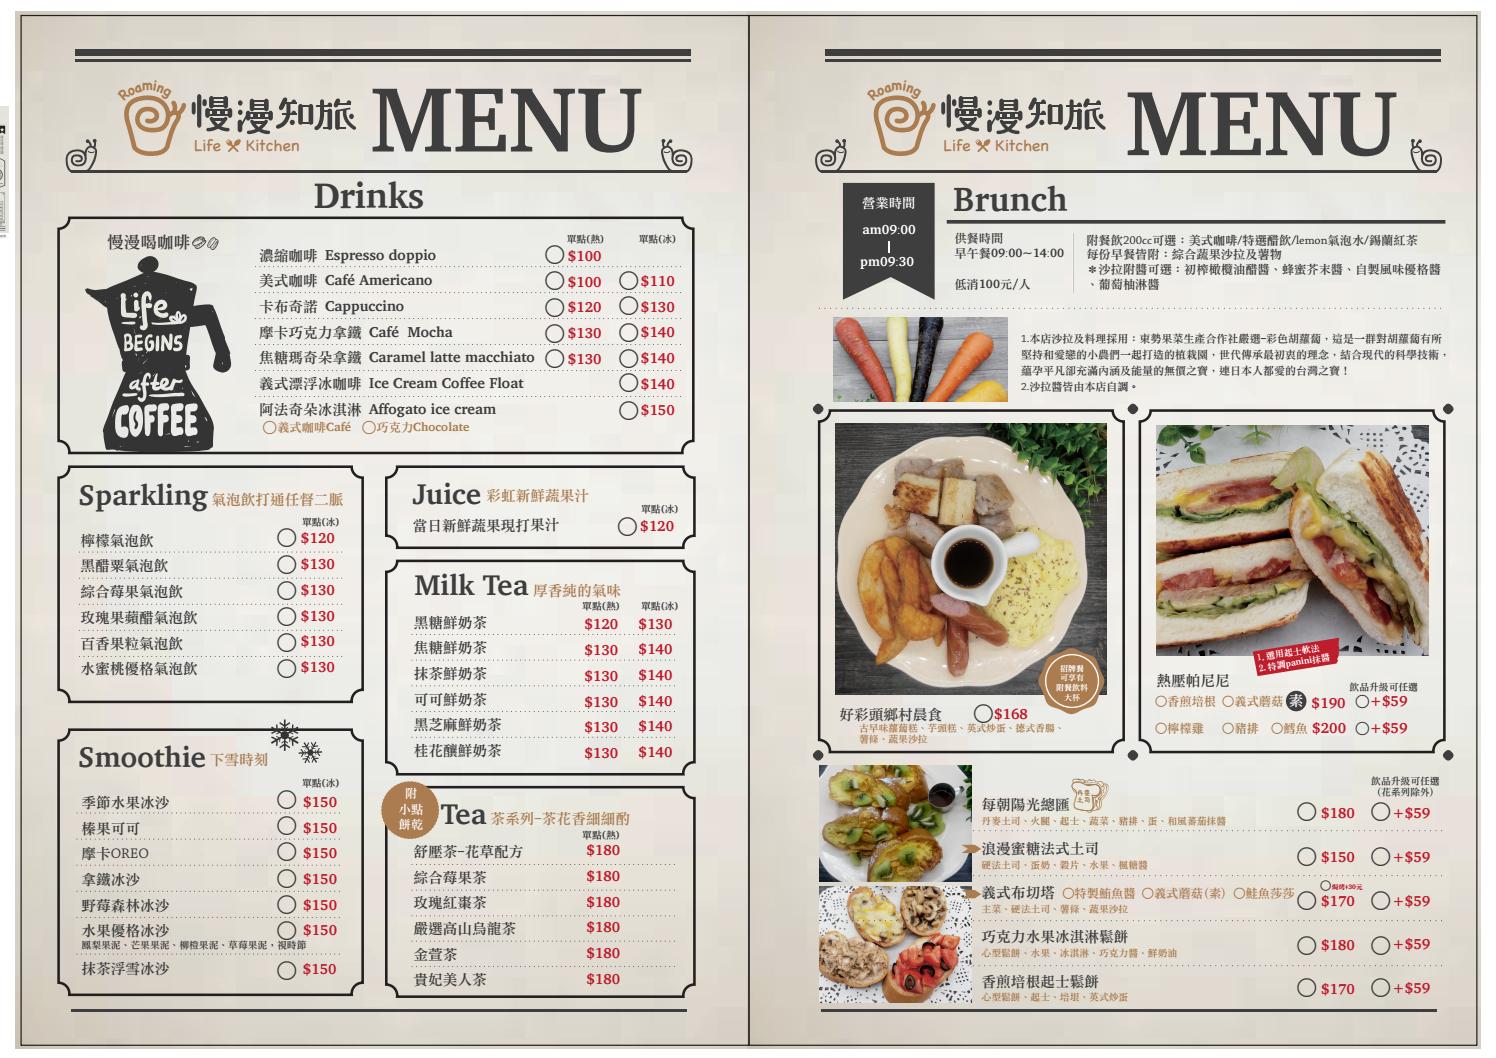 Roaming
慢漫知旅
Life Kitchen
MENU
Drinks
慢漫喝咖啡
單點(熱) 單點(冰)
濃縮咖啡 Espresso doppio $100
美式咖啡 Café Americano $100 $110
卡布奇諾 Cappuccino $120 $130
摩卡巧克力拿鐵 Café Mocha $130 $140
焦糖瑪奇朵拿鐵 Caramel latte macchiato $130 $140
義式漂浮冰咖啡 Ice Cream Coffee Float $140
阿法奇朵冰淇淋 Affogato ice cream $150
義式咖啡Café 巧克力Chocolate
Life
BEGINS
after
COFFEE
Sparkling 氣泡飲打通任督二脈
單點(冰)
檸檬氣泡飲 $120
黑醋栗氣泡飲 $130
綜合莓果氣泡飲 $130
玫瑰果蘋醋氣泡飲 $130
百香果粒氣泡飲 $130
水蜜桃優格氣泡飲 $130
Smoothie 下雪時刻
單點(冰)
季節水果冰沙 $150
榛果可可 $150
摩卡OREO $150
拿鐵冰沙 $150
野莓森林冰沙 $150
水果優格冰沙 $150
鳳梨果泥、芒果果泥、柳橙果泥、草莓果泥，視時節
抹茶浮雪冰沙 $150
Juice 彩虹新鮮蔬果汁
單點(冰)
當日新鮮蔬果現打果汁 $120
Milk Tea 厚香純的氣味
單點(熱) 單點(冰)
黑糖鮮奶茶 $120 $130
焦糖鮮奶茶 $130 $140
抹茶鮮奶茶 $130 $140
可可鮮奶茶 $130 $140
黑芝麻鮮奶茶 $130 $140
桂花釀鮮奶茶 $130 $140
附
小點
餅乾
Tea 茶系列-茶花香細細酌
單點(熱)
舒壓茶-花草配方 $180
綜合莓果茶 $180
玫瑰紅棗茶 $180
嚴選高山烏龍茶 $180
金萱茶 $180
貴妃美人茶 $180
Roaming
慢漫知旅
Life Kitchen
MENU
營業時間
am09:00
pm09:30
Brunch
供餐時間
早午餐09:00~14:00
低消100元/人
附餐飲200cc可選：美式咖啡/特選醋飲/lemon氣泡水/錫蘭紅茶
每份早餐皆附：綜合蔬果沙拉及薯物
＊沙拉附醬可選：初榨橄欖油醋醬、蜂蜜芥末醬、自製風味優格醬
、葡萄柚淋醬
1.本店沙拉及料理採用：東勢果菜生產合作社嚴選-彩色胡蘿蔔，這是一群對胡蘿蔔有所
堅持和愛戀的小農們一起打造的植栽園，世代傳承最初衷的理念，結合現代的科學技術，
蘊孕平凡卻充滿內涵及能量的無價之寶，連日本人都愛的台灣之寶！
2.沙拉醬皆由本店自調。
招牌餐
可享有
附餐飲料
大杯
好彩頭鄉村晨食 $168
古早味蘿蔔糕、芋頭糕、英式炒蛋、德式香腸、
薯條、蔬果沙拉
1. 選用起士軟法
2. 特調panini抹醬
熱壓帕尼尼
飲品升級可任選
香煎培根 義式蘑菇 素 $190 +$59
檸檬雞 豬排 鱈魚 $200 +$59
飲品升級可任選
(花系列除外)
每朝陽光總匯 $180 +$59
丹麥土司、火腿、起士、蔬菜、豬排、蛋、和風蕃茄抹醬
浪漫蜜糖法式土司 $150 +$59
硬法土司、蛋奶、穀片、水果、楓糖醬
義式布切塔 特製鮪魚醬 義式蘑菇(素) 鮭魚莎莎 $170 +$59
主菜、硬法土司、薯條、蔬果沙拉
巧克力水果冰淇淋鬆餅 $180 +$59
心型鬆餅、水果、冰淇淋、巧克力醬、鮮奶油
香煎培根起士鬆餅 $170 +$59
心型鬆餅、起士、培根、英式炒蛋